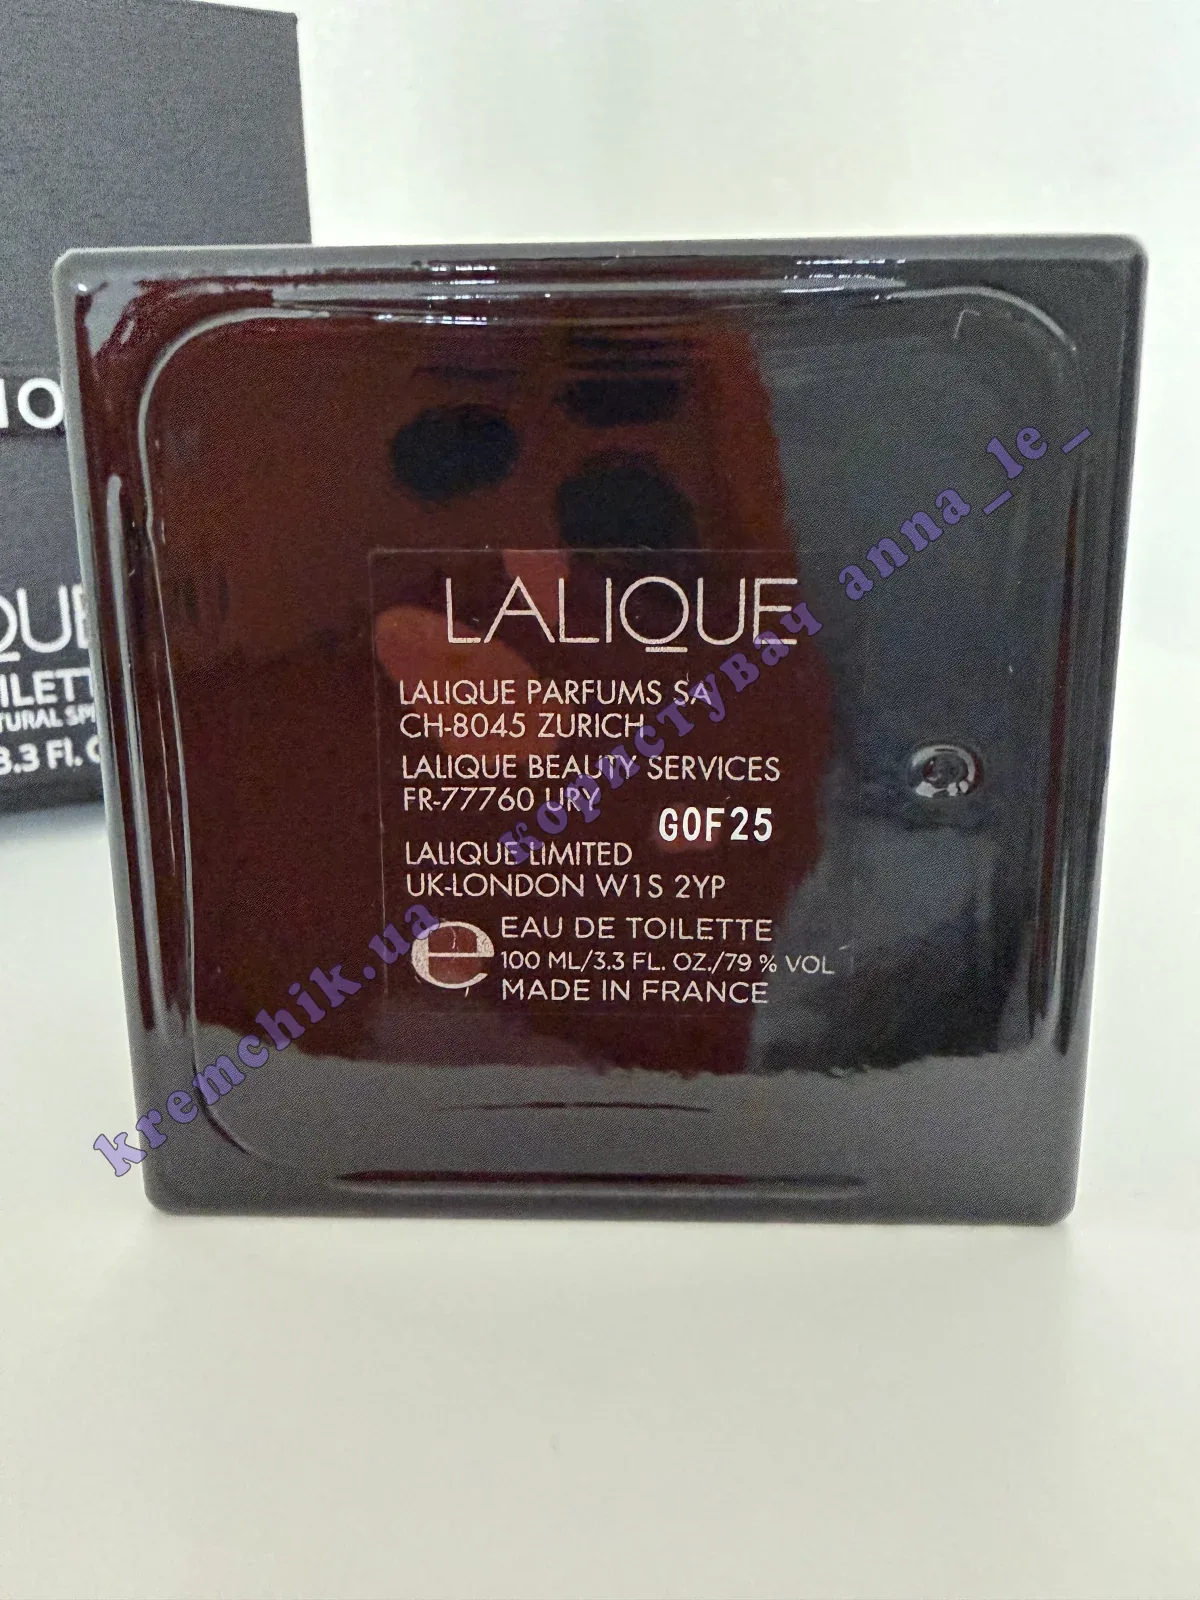 LALIQUE
LALIQUE PARFUMS SA
CH-8045 ZURICH
LALIQUE BEAUTY SERVICES
FR-77760 URY
G0F25
LALIQUE LIMITED
UK-LONDON W1S 2YP
e EAU DE TOILETTE
100 ML/3.3 FL. OZ./79 % VOL
MADE IN FRANCE
kremchik.ua користувач anna_le_
3.3 Fl.